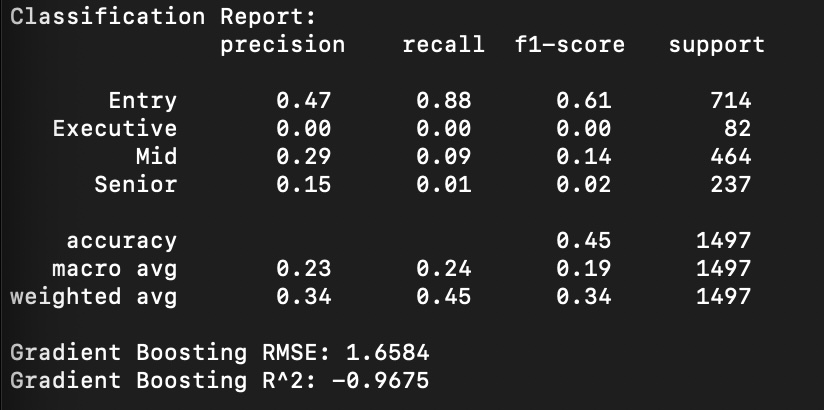 Classification Report:
precision recall f1-score support
Entry 0.47 0.88 0.61 714
Executive 0.00 0.00 0.00 82
Mid 0.29 0.09 0.14 464
Senior 0.15 0.01 0.02 237
accuracy 0.45 1497
macro avg 0.23 0.24 0.19 1497
weighted avg 0.34 0.45 0.34 1497
Gradient Boosting RMSE: 1.6584
Gradient Boosting R^2: -0.9675